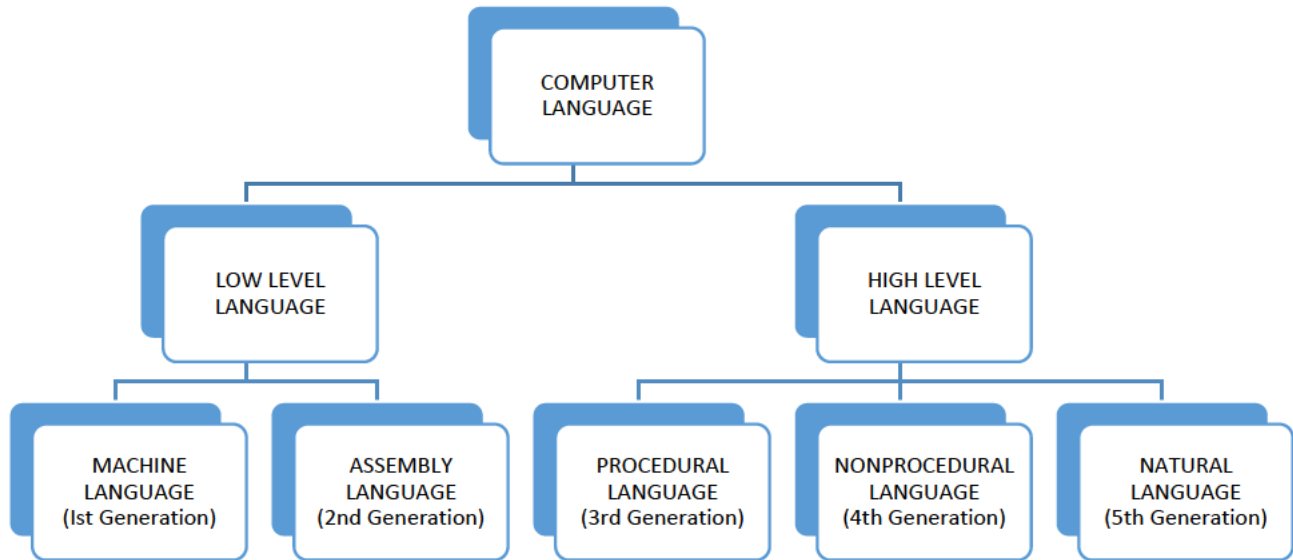 COMPUTER
LANGUAGE
LOW LEVEL
LANGUAGE
HIGH LEVEL
LANGUAGE
MACHINE
LANGUAGE
(Ist Generation)
ASSEMBLY
LANGUAGE
(2nd Generation)
PROCEDURAL
LANGUAGE
(3rd Generation)
NONPROCEDURAL
LANGUAGE
(4th Generation)
NATURAL
LANGUAGE
(5th Generation)